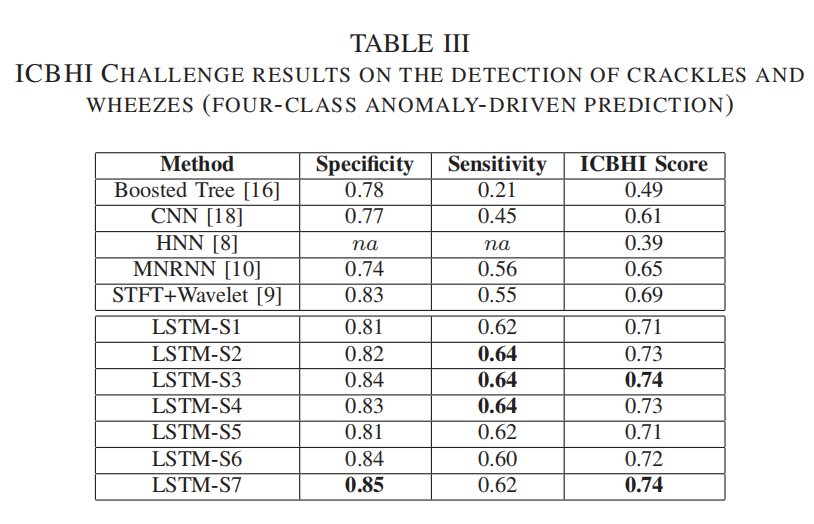 TABLE III
ICBHI CHALLENGE RESULTS ON THE DETECTION OF CRACKLES AND
WHEEZES (FOUR-CLASS ANOMALY-DRIVEN PREDICTION)
Method Specificity Sensitivity ICBHI Score
Boosted Tree [16] 0.78 0.21 0.49
CNN [18] 0.77 0.45 0.61
HNN [8] na na 0.39
MNRNN [10] 0.74 0.56 0.65
STFT+Wavelet [9] 0.83 0.55 0.69
LSTM-S1 0.81 0.62 0.71
LSTM-S2 0.82 0.64 0.73
LSTM-S3 0.84 0.64 0.74
LSTM-S4 0.83 0.64 0.73
LSTM-S5 0.81 0.62 0.71
LSTM-S6 0.84 0.60 0.72
LSTM-S7 0.85 0.62 0.74